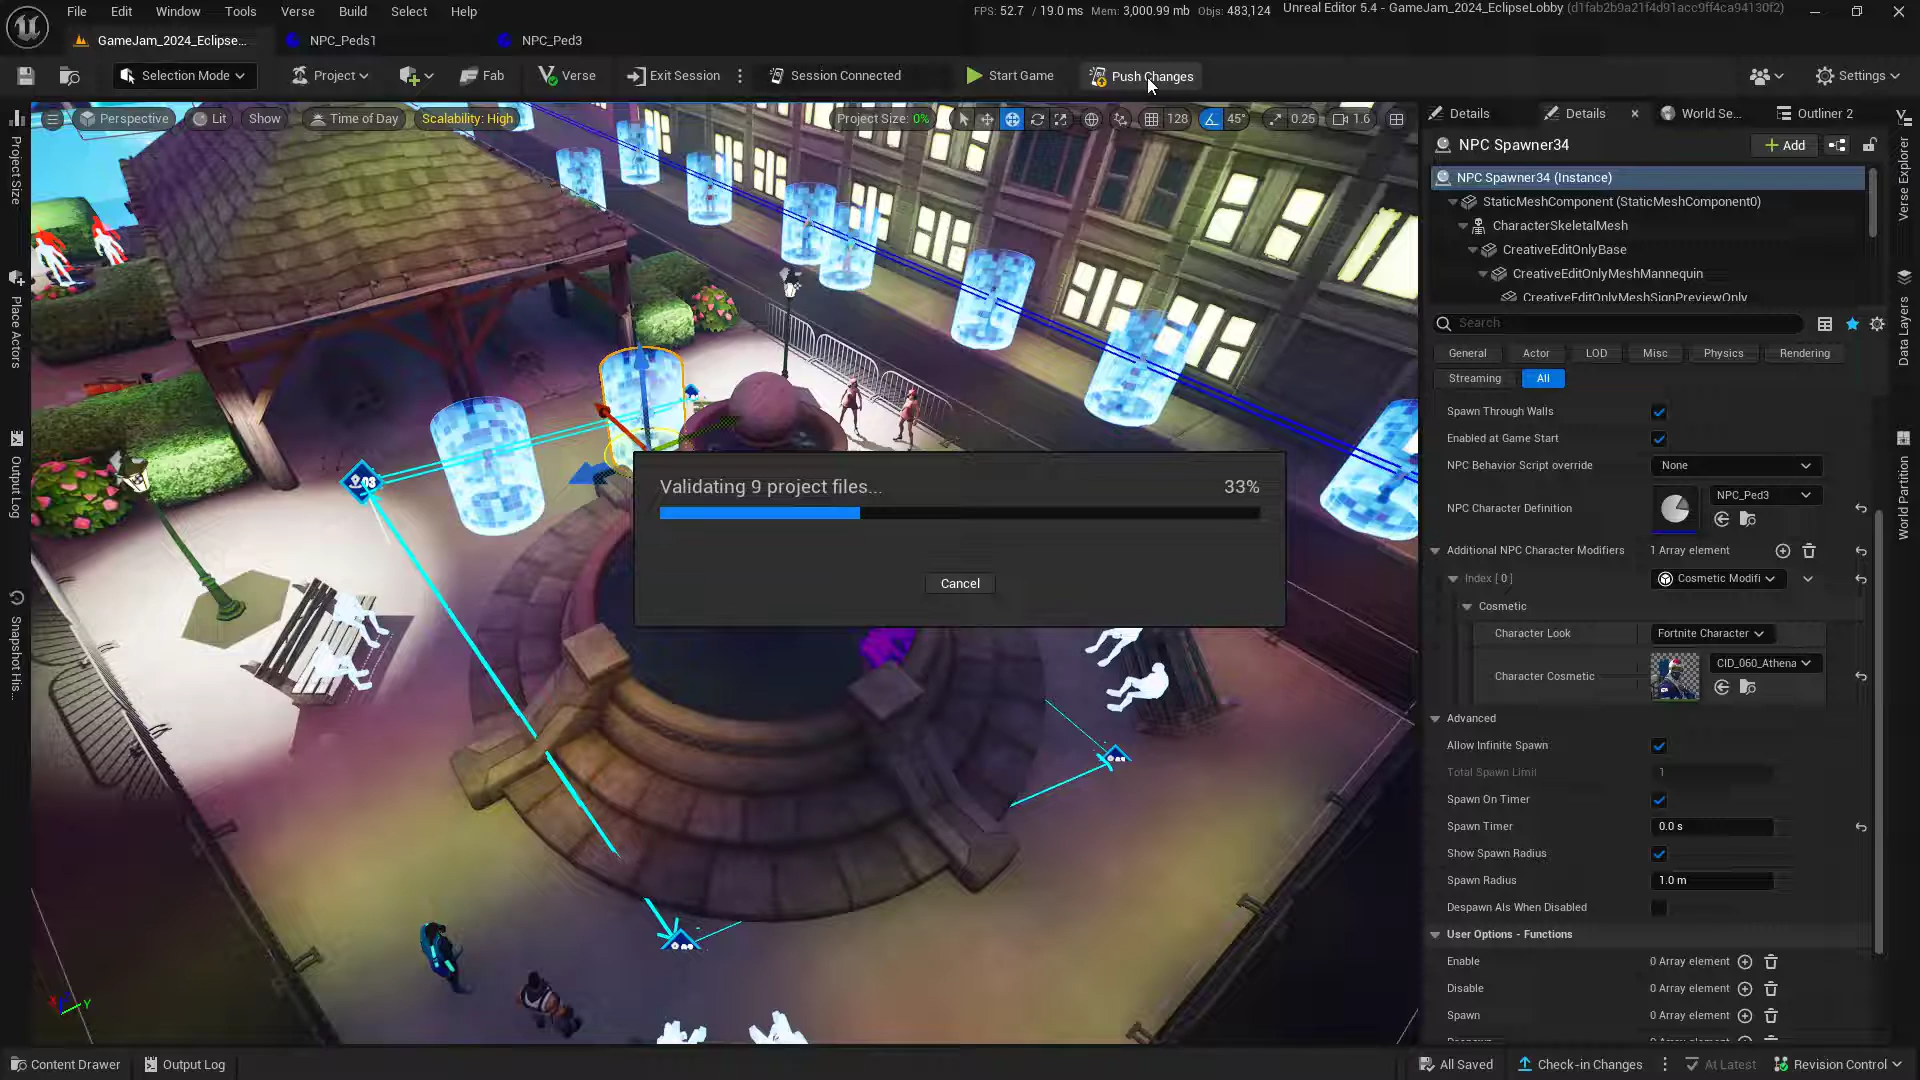 File Edit Window Tools Verse Build Select Help
FPS: 52.7 / 19.0 ms Mem: 3,000.99 mb Objs: 483,124 Unreal Editor 5.4 - GameJam_2024_EclipseLobby (d1fab2b9a21f4d91acc9ff4ca94130f2)
GameJam_2024_Eclipse... NPC_Peds1 NPC_Ped3
Selection Mode Project Fab Verse Exit Session Session Connected Start Game Push Changes Settings
Perspective Lit Show Time of Day Scalability: High Project Size: 0% 128 45° 0.25 1.6
Project Size
Place Actors
Output Log
Snapshot His...
Validating 9 project files... 33%
Cancel
Details Details World Se... Outliner 2
NPC Spawner34 Add
NPC Spawner34 (Instance)
StaticMeshComponent (StaticMeshComponent0)
CharacterSkeletalMesh
CreativeEditOnlyBase
CreativeEditOnlyMeshMannequin
CreativeEditOnlyMeshSignPreviewOnly
Search
General Actor LOD Misc Physics Rendering
Streaming All
Spawn Through Walls
Enabled at Game Start
NPC Behavior Script override None
NPC Character Definition NPC_Ped3
Additional NPC Character Modifiers 1 Array element
Index [ 0 ] Cosmetic Modifi
Cosmetic
Character Look Fortnite Character
Character Cosmetic CID_060_Athena
Advanced
Allow Infinite Spawn
Total Spawn Limit 1
Spawn On Timer
Spawn Timer 0.0 s
Show Spawn Radius
Spawn Radius 1.0 m
Despawn AIs When Disabled
User Options - Functions
Enable 0 Array element
Disable 0 Array element
Spawn 0 Array element
Verse Explorer
Data Layers
World Partition
X Y
Content Drawer Output Log All Saved Check-in Changes At Latest Revision Control